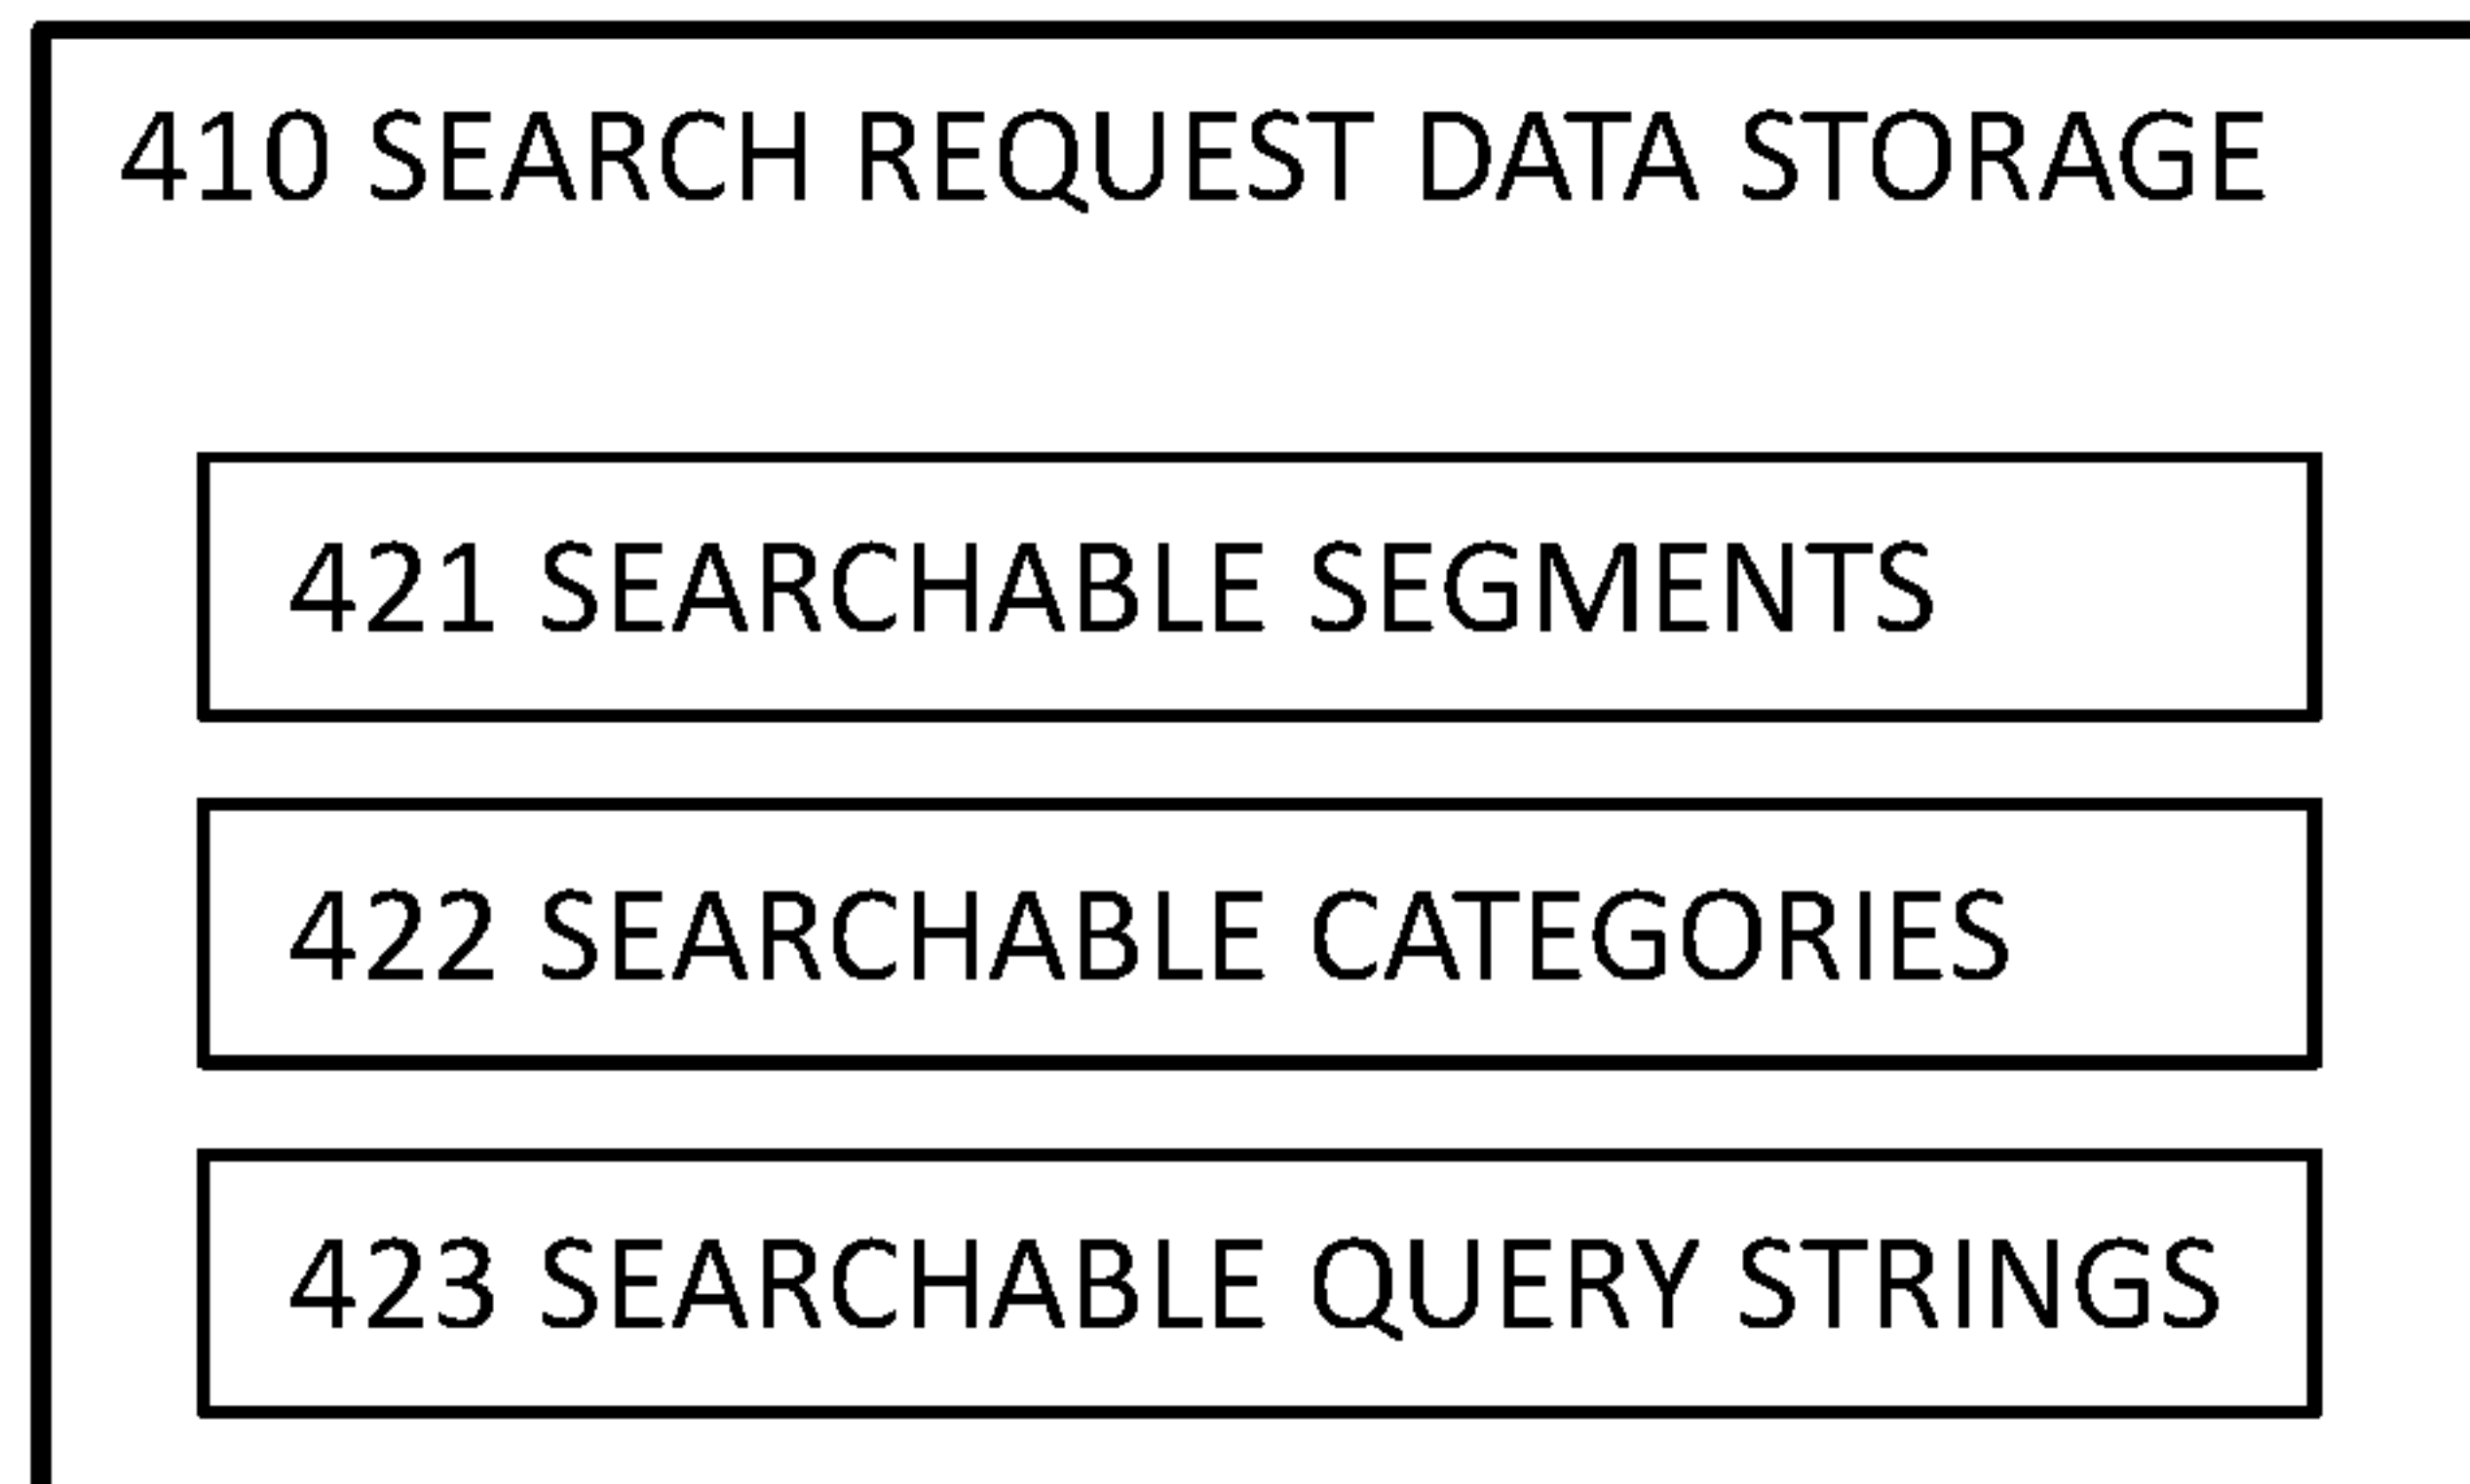 410 SEARCH REQUEST DATA STORAGE
421 SEARCHABLE SEGMENTS
422 SEARCHABLE CATEGORIES
423 SEARCHABLE QUERY STRINGS